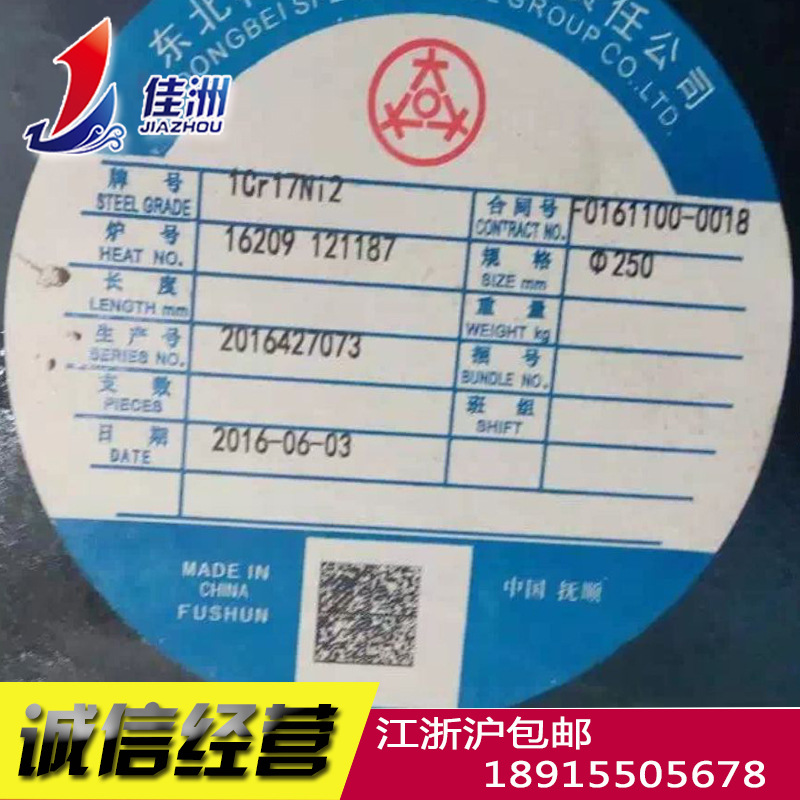 东北
任公司
GROUP CO.,LTD.
佳洲
JIAZHOU
牌号 1Cr17Ni2 合同号 F0161100-0018
STEEL GRADE CONTRACT NO.
炉号 16209 121187 规格 Φ250
HEAT NO. SIZE mm
长度 重量
LENGTH mm WEIGHT kg
生产号 2016427073 捆号
SERIES NO. BUNDLE NO.
支数 班组
PIECES SHIFT
日期 2016-06-03
DATE
MADE IN
CHINA
FUSHUN
中国 抚顺
诚信经营
江浙沪包邮
18915505678